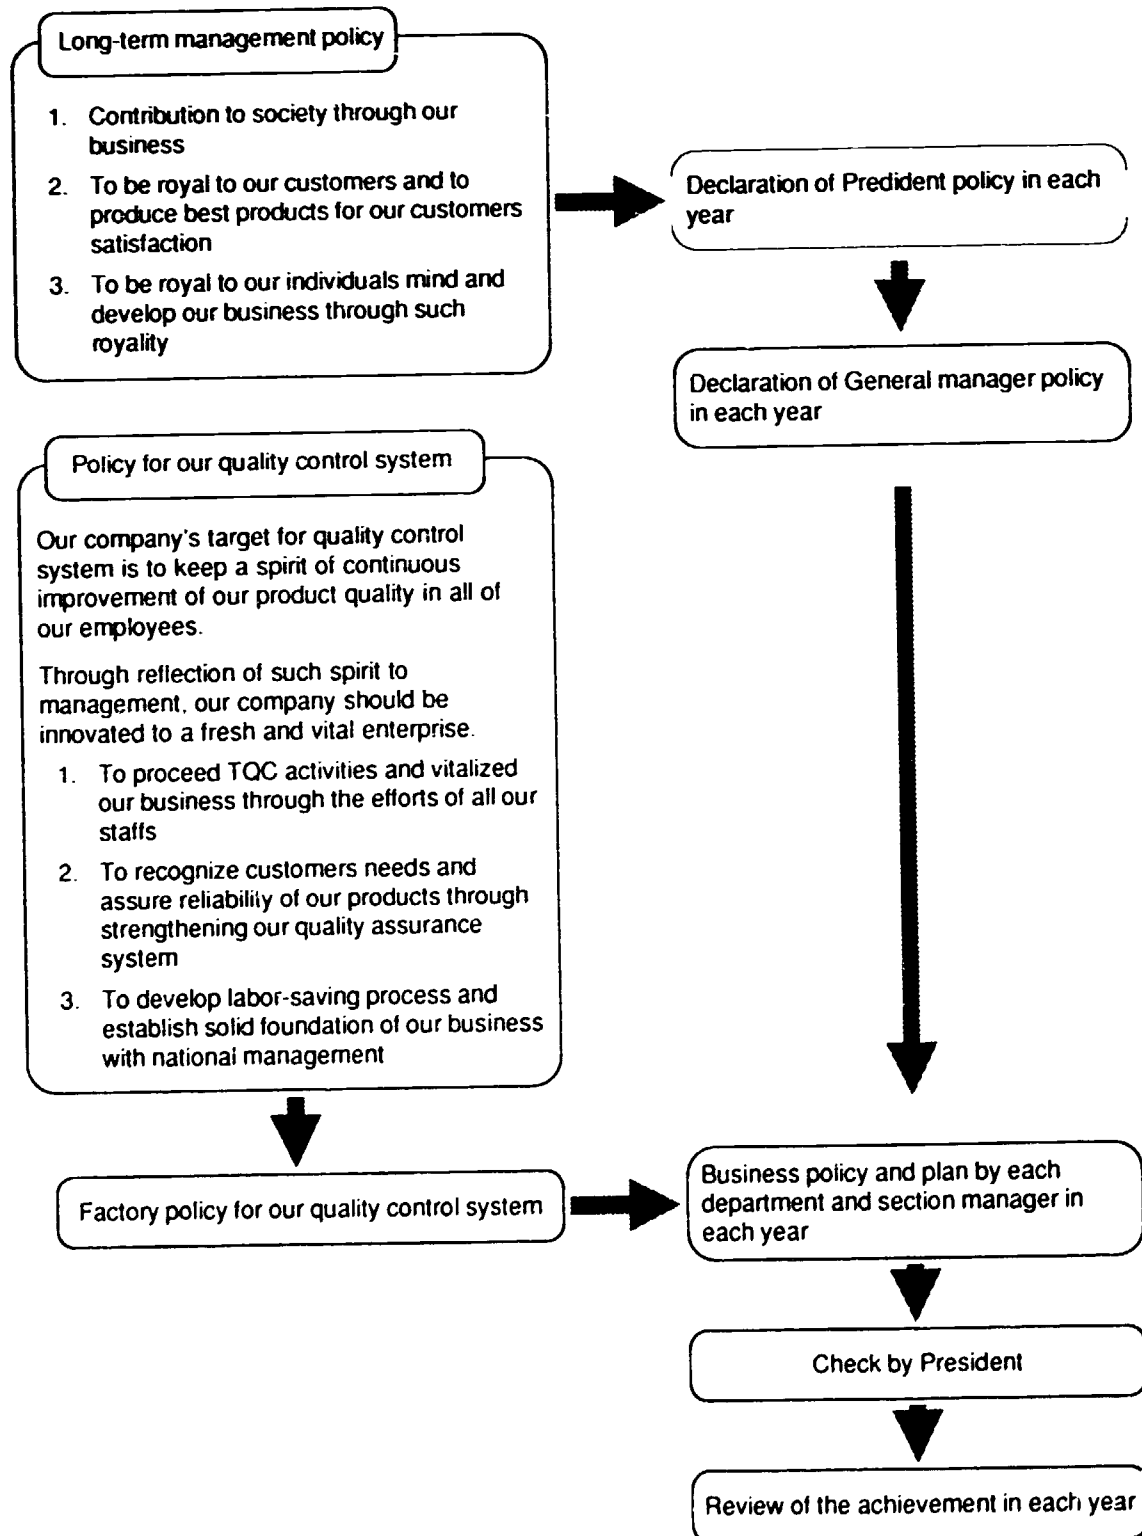 Long-term management policy
1. Contribution to society through our
business
2. To be royal to our customers and to
produce best products for our customers
satisfaction
3. To be royal to our individuals mind and
develop our business through such
royality
Declaration of Predident policy in each
year
Declaration of General manager policy
in each year
Policy for our quality control system
Our company's target for quality control
system is to keep a spirit of continuous
improvement of our product quality in all of
our employees.
Through reflection of such spirit to
management, our company should be
innovated to a fresh and vital enterprise.
1. To proceed TQC activities and vitalized
our business through the efforts of all our
staffs
2. To recognize customers needs and
assure reliability of our products through
strengthening our quality assurance
system
3. To develop labor-saving process and
establish solid foundation of our business
with national management
Factory policy for our quality control system
Business policy and plan by each
department and section manager in
each year
Check by President
Review of the achievement in each year